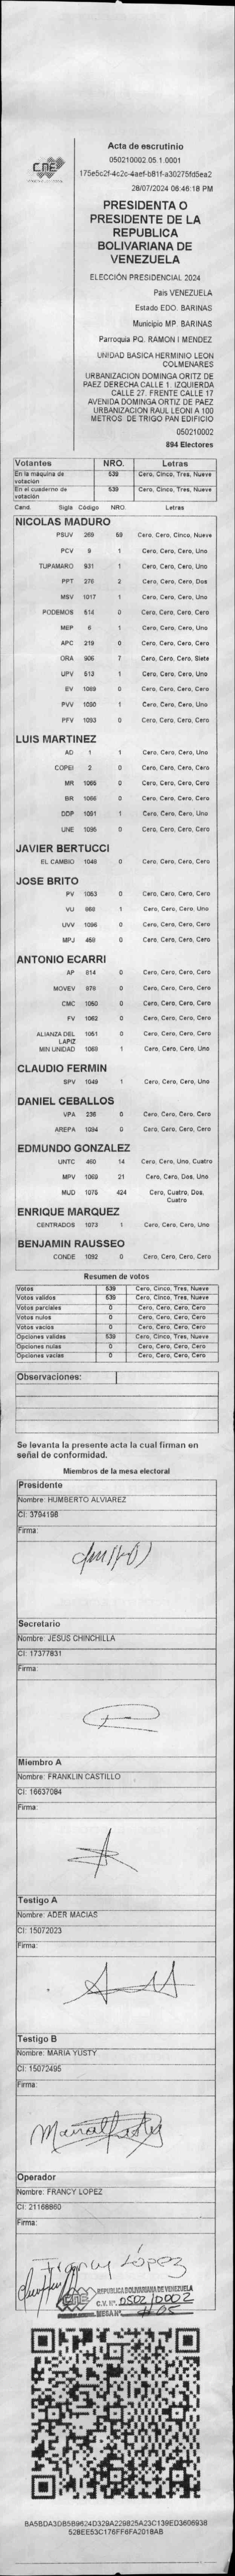 CNE
Acta de escrutinio
050210002.05.1.0001
175e5c2f-4c2c-4aef-b81f-a30275fd5ea2
28/07/2024 06:46:18 PM
PRESIDENTA O
PRESIDENTE DE LA
REPUBLICA
BOLIVARIANA DE
VENEZUELA
ELECCIÓN PRESIDENCIAL 2024
Pais VENEZUELA
Estado EDO. BARINAS
Municipio MP. BARINAS
Parroquia PQ. RAMON I MENDEZ
UNIDAD BASICA HERMINIO LEON
COLMENARES
URBANIZACION DOMINGA ORITZ DE
PAEZ DERECHA CALLE 1. IZQUIERDA
CALLE 27. FRENTE CALLE 17
AVENIDA DOMINGA ORTIZ DE PAEZ
URBANIZACION RAUL LEONI A 100
METROS DE TRIGO PAN EDIFICIO
050210002
894 Electores
Votantes NRO. Letras
En la máquina de votación 539 Cero, Cinco, Tres, Nueve
En el cuaderno de votación 539 Cero, Cinco, Tres, Nueve
Cand. Sigla Código NRO. Letras
NICOLAS MADURO
PSUV 269 59 Cero, Cero, Cinco, Nueve
PCV 9 1 Cero, Cero, Cero, Uno
TUPAMARO 931 1 Cero, Cero, Cero, Uno
PPT 276 2 Cero, Cero, Cero, Dos
MSV 1017 1 Cero, Cero, Cero, Uno
PODEMOS 514 0 Cero, Cero, Cero, Cero
MEP 6 1 Cero, Cero, Cero, Uno
APC 219 0 Cero, Cero, Cero, Cero
ORA 906 7 Cero, Cero, Cero, Siete
UPV 513 1 Cero, Cero, Cero, Uno
EV 1089 0 Cero, Cero, Cero, Cero
PVV 1090 1 Cero, Cero, Cero, Uno
PFV 1093 0 Cero, Cero, Cero, Cero
LUIS MARTINEZ
AD 1 1 Cero, Cero, Cero, Uno
COPEI 2 0 Cero, Cero, Cero, Cero
MR 1065 0 Cero, Cero, Cero, Cero
BR 1066 0 Cero, Cero, Cero, Cero
DDP 1091 1 Cero, Cero, Cero, Uno
UNE 1095 0 Cero, Cero, Cero, Cero
JAVIER BERTUCCI
EL CAMBIO 1048 0 Cero, Cero, Cero, Cero
JOSE BRITO
PV 1053 0 Cero, Cero, Cero, Cero
VU 868 1 Cero, Cero, Cero, Uno
UVV 1096 0 Cero, Cero, Cero, Cero
MPJ 458 0 Cero, Cero, Cero, Cero
ANTONIO ECARRI
AP 814 0 Cero, Cero, Cero, Cero
MOVEV 978 0 Cero, Cero, Cero, Cero
CMC 1050 0 Cero, Cero, Cero, Cero
FV 1062 0 Cero, Cero, Cero, Cero
ALIANZA DEL LAPIZ 1051 0 Cero, Cero, Cero, Cero
MIN UNIDAD 1068 1 Cero, Cero, Cero, Uno
CLAUDIO FERMIN
SPV 1049 1 Cero, Cero, Cero, Uno
DANIEL CEBALLOS
VPA 236 0 Cero, Cero, Cero, Cero
AREPA 1094 0 Cero, Cero, Cero, Cero
EDMUNDO GONZALEZ
UNTC 460 14 Cero, Cero, Uno, Cuatro
MPV 1069 21 Cero, Cero, Dos, Uno
MUD 1075 424 Cero, Cuatro, Dos, Cuatro
ENRIQUE MARQUEZ
CENTRADOS 1073 1 Cero, Cero, Cero, Uno
BENJAMIN RAUSSEO
CONDE 1092 0 Cero, Cero, Cero, Cero
Resumen de votos
Votos 539 Cero, Cinco, Tres, Nueve
Votos validos 539 Cero, Cinco, Tres, Nueve
Votos parciales 0 Cero, Cero, Cero, Cero
Votos nulos 0 Cero, Cero, Cero, Cero
Votos vacios 0 Cero, Cero, Cero, Cero
Opciones validas 539 Cero, Cinco, Tres, Nueve
Opciones nulas 0 Cero, Cero, Cero, Cero
Opciones vacias 0 Cero, Cero, Cero, Cero
Observaciones:
Se levanta la presente acta la cual firman en
señal de conformidad.
Miembros de la mesa electoral
Presidente
Nombre: HUMBERTO ALVIAREZ
CI: 3794198
Firma:
Secretario
Nombre: JESUS CHINCHILLA
CI: 17377831
Firma:
Miembro A
Nombre: FRANKLIN CASTILLO
CI: 16637084
Firma:
Testigo A
Nombre: ADER MACIAS
CI: 15072023
Firma:
Testigo B
Nombre: MARIA YUSTY
CI: 15072495
Firma:
Operador
Nombre: FRANCY LOPEZ
CI: 21168860
Firma:
Francy López
CNE
REPUBLICA BOLIVARIANA DE VENEZUELA
C.V. Nº. 050210002
MESA Nº 05
BA5BDA3DB5B9624D329A229825A23C139ED3606938
528EE53C176FF6FA2018AB